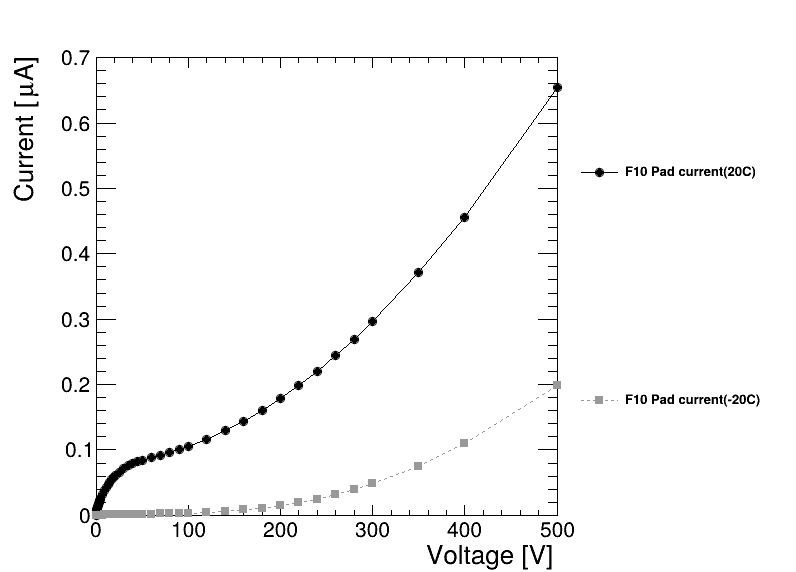 Current [μA]
0.7
0.6
0.5
0.4
0.3
0.2
0.1
0
0 100 200 300 400 500
Voltage [V]
F10 Pad current(20C)
F10 Pad current(-20C)